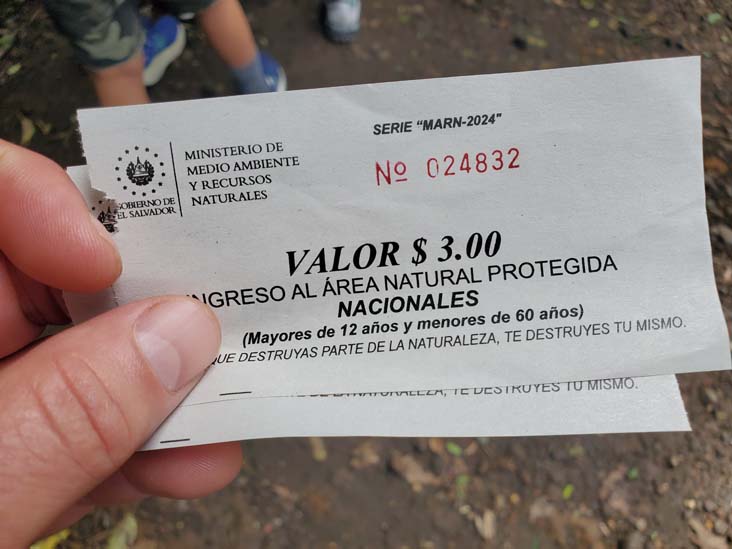 GOBIERNO DE
EL SALVADOR
MINISTERIO DE
MEDIO AMBIENTE
Y RECURSOS
NATURALES
SERIE "MARN-2024"
Nº 024832
VALOR $ 3.00
INGRESO AL ÁREA NATURAL PROTEGIDA
NACIONALES
(Mayores de 12 años y menores de 60 años)
QUE DESTRUYAS PARTE DE LA NATURALEZA, TE DESTRUYES TU MISMO.
NATURALEZA, TE DESTRUYES TU MISMO.